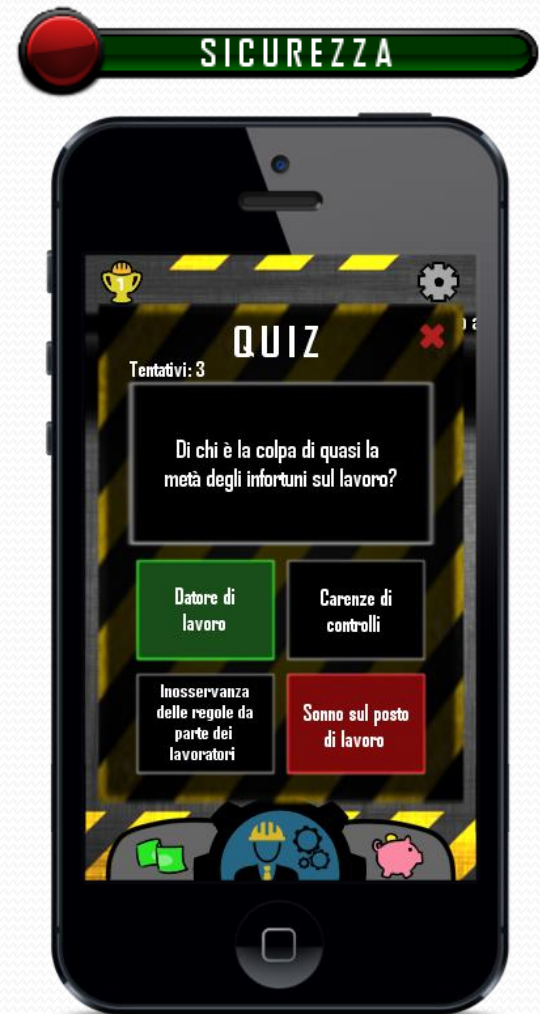 SICUREZZA
1
QUIZ
Tentativi: 3
Di chi è la colpa di quasi la
metà degli infortuni sul lavoro?
Datore di
lavoro
Carenze di
controlli
Inosservanza
delle regole da
parte dei
lavoratori
Sonno sul posto
di lavoro